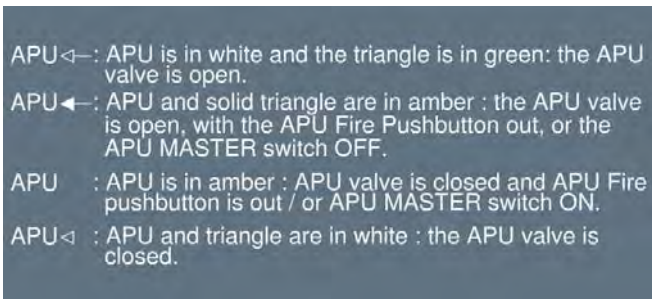 APU◁–: APU is in white and the triangle is in green: the APU
valve is open.
APU◀–: APU and solid triangle are in amber : the APU valve
is open, with the APU Fire Pushbutton out, or the
APU MASTER switch OFF.
APU : APU is in amber : APU valve is closed and APU Fire
pushbutton is out / or APU MASTER switch ON.
APU◁ : APU and triangle are in white : the APU valve is
closed.